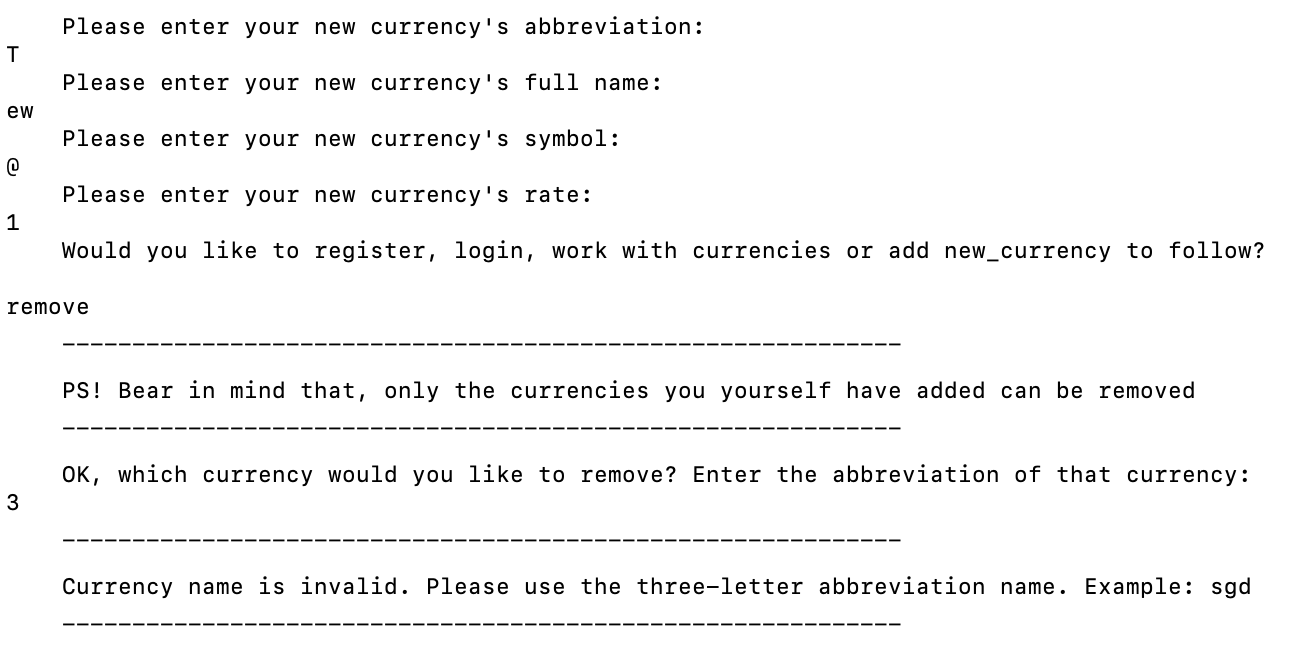 Please enter your new currency's abbreviation:
T
Please enter your new currency's full name:
ew
Please enter your new currency's symbol:
@
Please enter your new currency's rate:
1
Would you like to register, login, work with currencies or add new_currency to follow?
remove
------------------------------------------------------------
PS! Bear in mind that, only the currencies you yourself have added can be removed
------------------------------------------------------------
OK, which currency would you like to remove? Enter the abbreviation of that currency:
3
------------------------------------------------------------
Currency name is invalid. Please use the three-letter abbreviation name. Example: sgd
------------------------------------------------------------